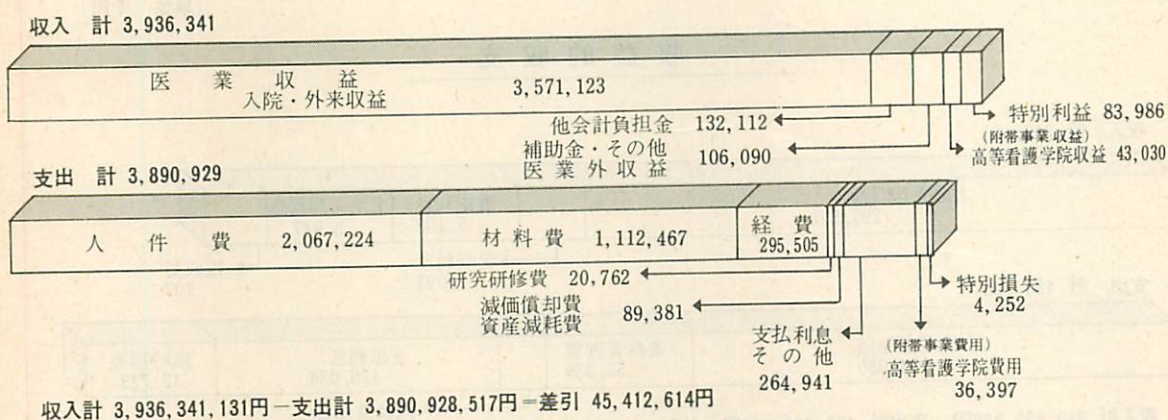 収入 計 3,936,341
医業収益
入院・外来収益
3,571,123
他会計負担金 132,112
補助金・その他
医業外収益
106,090
特別利益 83,986
(附帯事業収益)
高等看護学院収益 43,030
支出 計 3,890,929
人件費 2,067,224
材料費 1,112,467
経費
295,505
研究研修費 20,762
減価償却費
資産減耗費
89,381
支払利息
その他
264,941
(附帯事業費用)
高等看護学院費用
36,397
特別損失
4,252
収入計 3,936,341,131円−支出計 3,890,928,517円=差引 45,412,614円